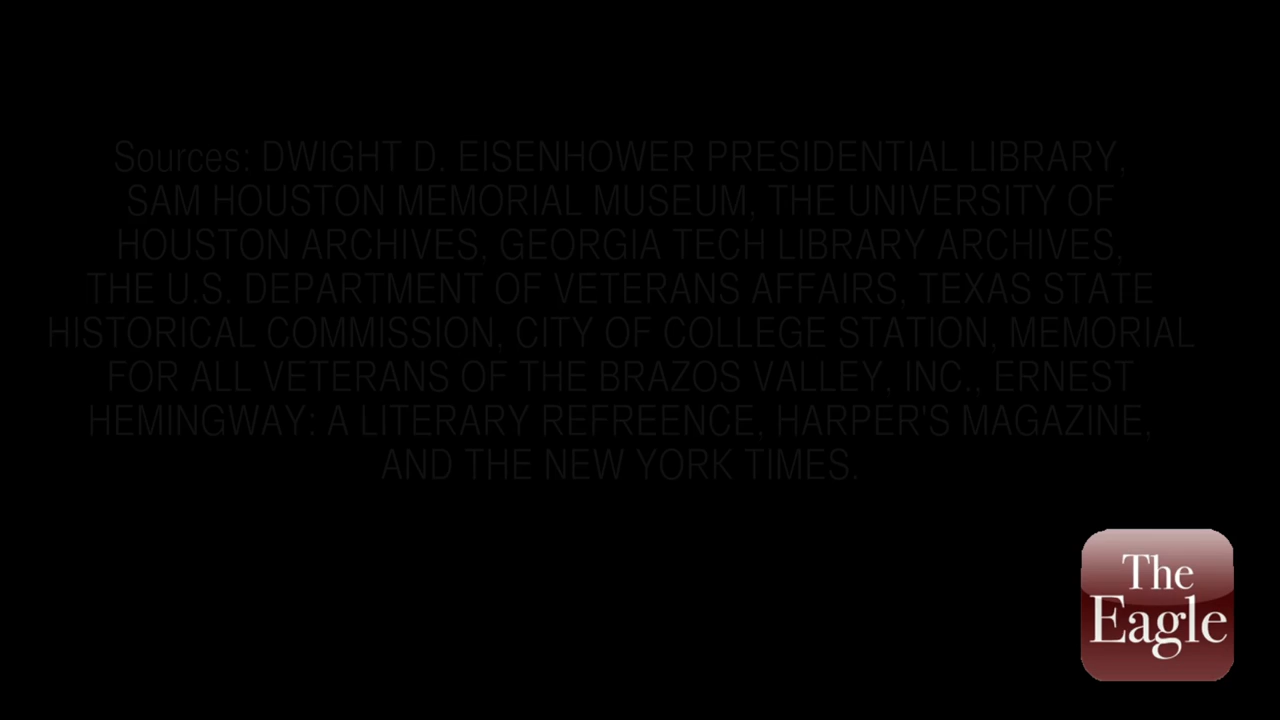 Sources: DWIGHT D. EISENHOWER PRESIDENTIAL LIBRARY,
SAM HOUSTON MEMORIAL MUSEUM, THE UNIVERSITY OF
HOUSTON ARCHIVES, GEORGIA TECH LIBRARY ARCHIVES,
THE U.S. DEPARTMENT OF VETERANS AFFAIRS, TEXAS STATE
HISTORICAL COMMISSION, CITY OF COLLEGE STATION, MEMORIAL
FOR ALL VETERANS OF THE BRAZOS VALLEY, INC., ERNEST
HEMINGWAY: A LITERARY REFREENCE, HARPER'S MAGAZINE,
AND THE NEW YORK TIMES.
The
Eagle